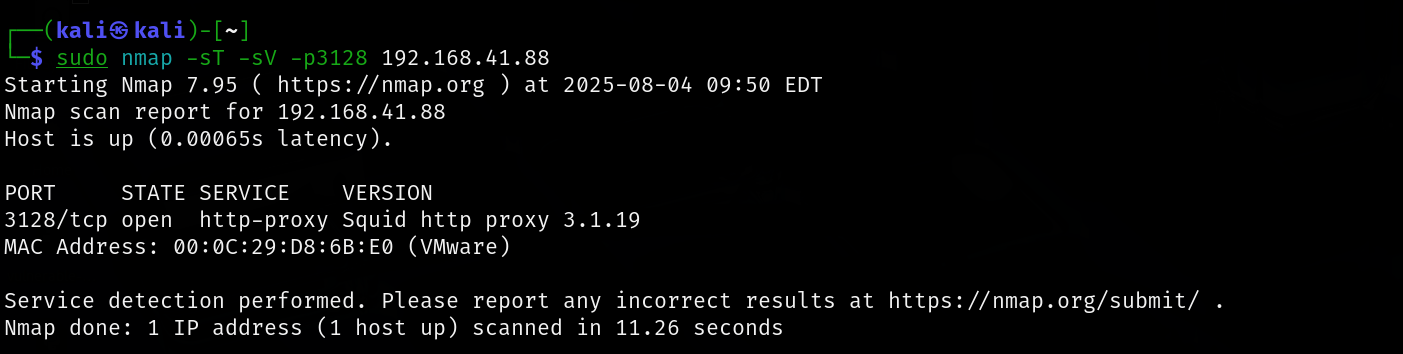 ┌──(kali㉿kali)-[~]
└─$ sudo nmap -sT -sV -p3128 192.168.41.88
Starting Nmap 7.95 ( https://nmap.org ) at 2025-08-04 09:50 EDT
Nmap scan report for 192.168.41.88
Host is up (0.00065s latency).

PORT     STATE SERVICE    VERSION
3128/tcp open  http-proxy Squid http proxy 3.1.19
MAC Address: 00:0C:29:D8:6B:E0 (VMware)

Service detection performed. Please report any incorrect results at https://nmap.org/submit/ .
Nmap done: 1 IP address (1 host up) scanned in 11.26 seconds